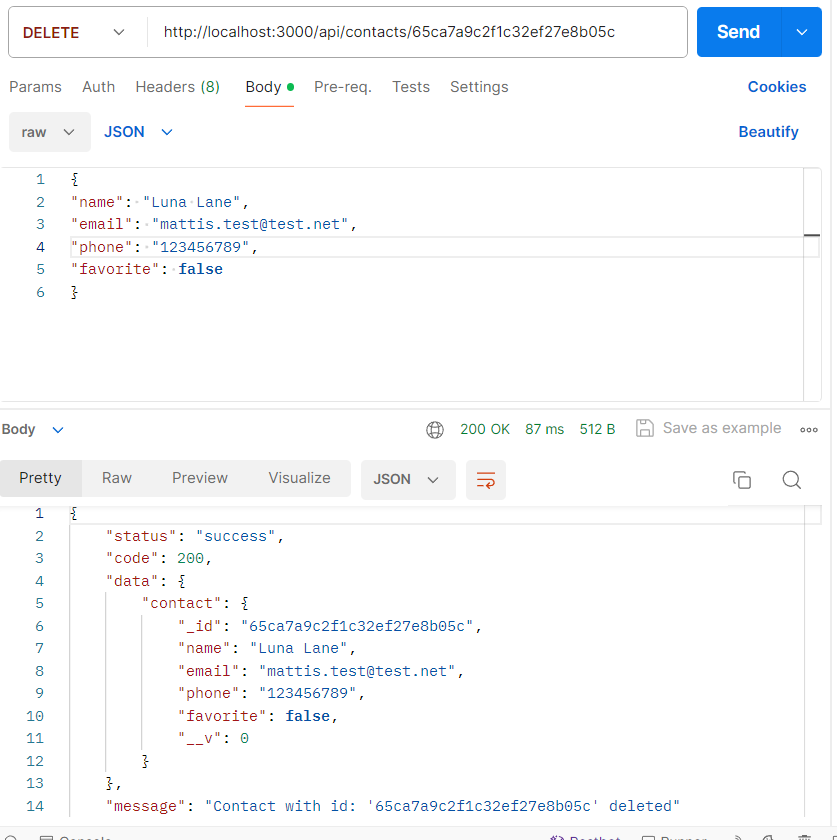 DELETE http://localhost:3000/api/contacts/65ca7a9c2f1c32ef27e8b05c Send
Params Auth Headers (8) Body Pre-req. Tests Settings Cookies
raw JSON Beautify
1 {
2 "name": "Luna Lane",
3 "email": "mattis.test@test.net",
4 "phone": "123456789",
5 "favorite": false
6 }
Body 200 OK 87 ms 512 B Save as example
Pretty Raw Preview Visualize JSON
1 {
2 "status": "success",
3 "code": 200,
4 "data": {
5 "contact": {
6 "_id": "65ca7a9c2f1c32ef27e8b05c",
7 "name": "Luna Lane",
8 "email": "mattis.test@test.net",
9 "phone": "123456789",
10 "favorite": false,
11 "__v": 0
12 }
13 },
14 "message": "Contact with id: '65ca7a9c2f1c32ef27e8b05c' deleted"
Console Postbot Runner